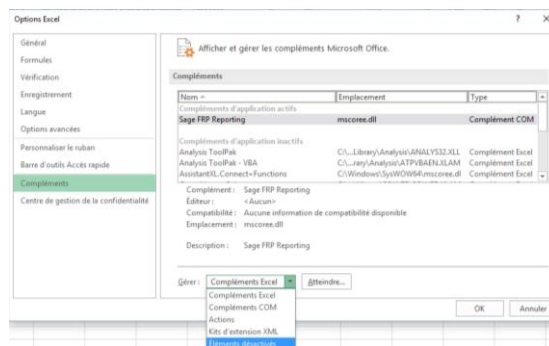 Options Excel
?
X
Général
Formules
Vérification
Enregistrement
Langue
Options avancées
Personnaliser le ruban
Barre d'outils Accès rapide
Compléments
Centre de gestion de la confidentialité
Afficher et gérer les compléments Microsoft Office.
Compléments
Nom Emplacement Type
Compléments d'application actifs
Sage FRP Reporting mscoree.dll Complément COM
Compléments d'application inactifs
Analysis ToolPak C:\...Library\Analysis\ANALYS32.XLL Complément Excel
Analysis ToolPak - VBA C:\...rary\Analysis\ATPVBAEN.XLAM Complément Excel
AssistantXL.Connect+Functions C:\Windows\SysWOW64\mscoree.dl Complément Excel
Complément : Sage FRP Reporting
Éditeur : <Aucun>
Compatibilité : Aucune information de compatibilité disponible
Emplacement : mscoree.dll
Description : Sage FRP Reporting
Gérer : Compléments Excel Atteindre...
Compléments Excel
Compléments COM
Actions
Kits d'extension XML
Éléments désactivés
OK Annuler